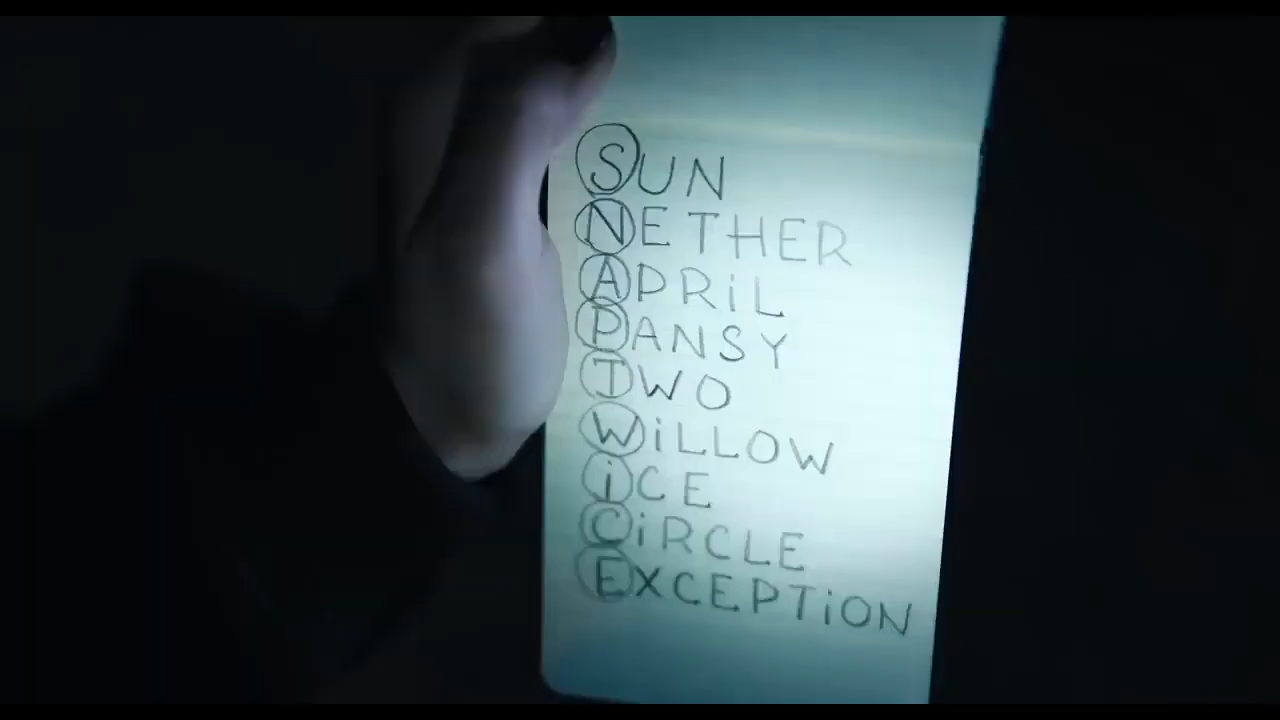 SUN
NETHER
APRiL
PANSY
TWO
WiLLOW
iCE
CiRCLE
EXCEPTiON